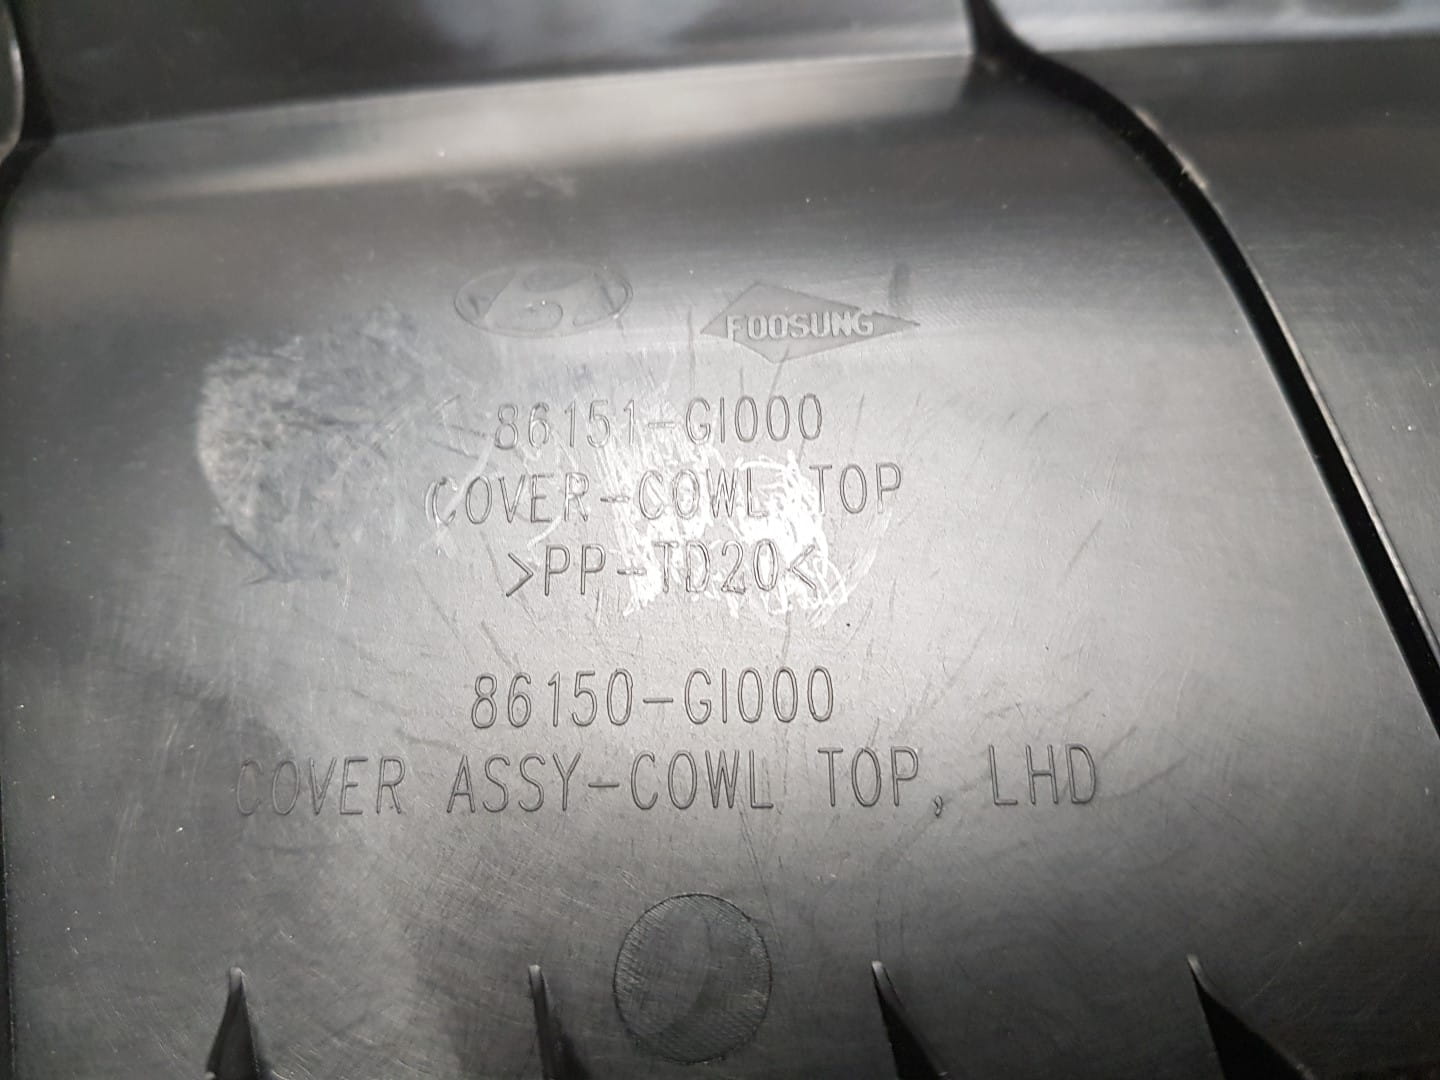 FOOSUNG
86151-GI000
COVER-COWL TOP
>PP-TD20<
86150-GI000
COVER ASSY-COWL TOP, LHD